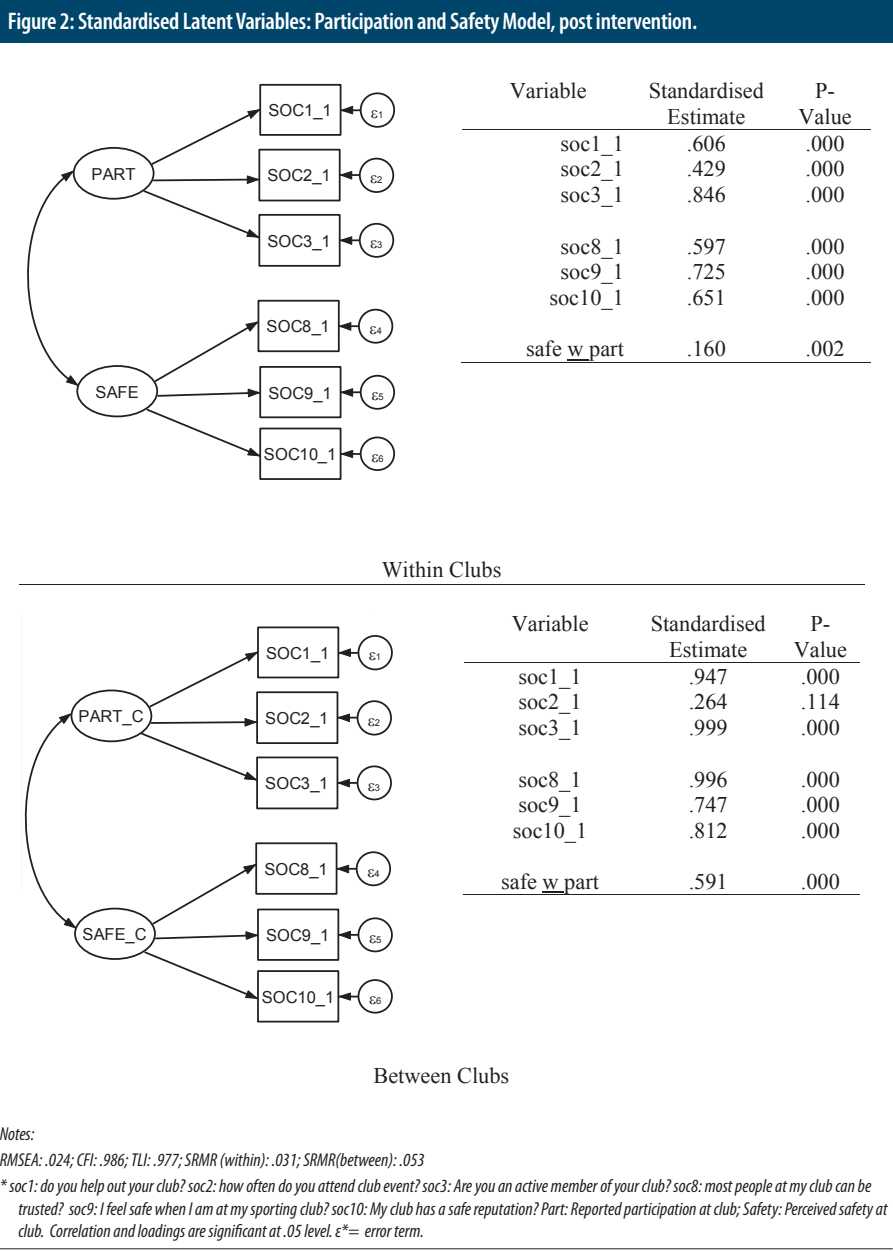 Figure 2: Standardised Latent Variables: Participation and Safety Model, post intervention.
PART
SAFE
SOC1_1 ε1
SOC2_1 ε2
SOC3_1 ε3
SOC8_1 ε4
SOC9_1 ε5
SOC10_1 ε6
Variable Standardised Estimate P-Value
soc1_1 .606 .000
soc2_1 .429 .000
soc3_1 .846 .000
soc8_1 .597 .000
soc9_1 .725 .000
soc10_1 .651 .000
safe w part .160 .002
Within Clubs
PART_C
SAFE_C
SOC1_1 ε1
SOC2_1 ε2
SOC3_1 ε3
SOC8_1 ε4
SOC9_1 ε5
SOC10_1 ε6
Variable Standardised Estimate P-Value
soc1_1 .947 .000
soc2_1 .264 .114
soc3_1 .999 .000
soc8_1 .996 .000
soc9_1 .747 .000
soc10_1 .812 .000
safe w part .591 .000
Between Clubs
Notes:
RMSEA: .024; CFI: .986; TLI: .977; SRMR (within): .031; SRMR(between): .053
* soc1: do you help out your club? soc2: how often do you attend club event? soc3: Are you an active member of your club? soc8: most people at my club can be
trusted? soc9: I feel safe when I am at my sporting club? soc10: My club has a safe reputation? Part: Reported participation at club; Safety: Perceived safety at
club. Correlation and loadings are significant at .05 level. ε*= error term.